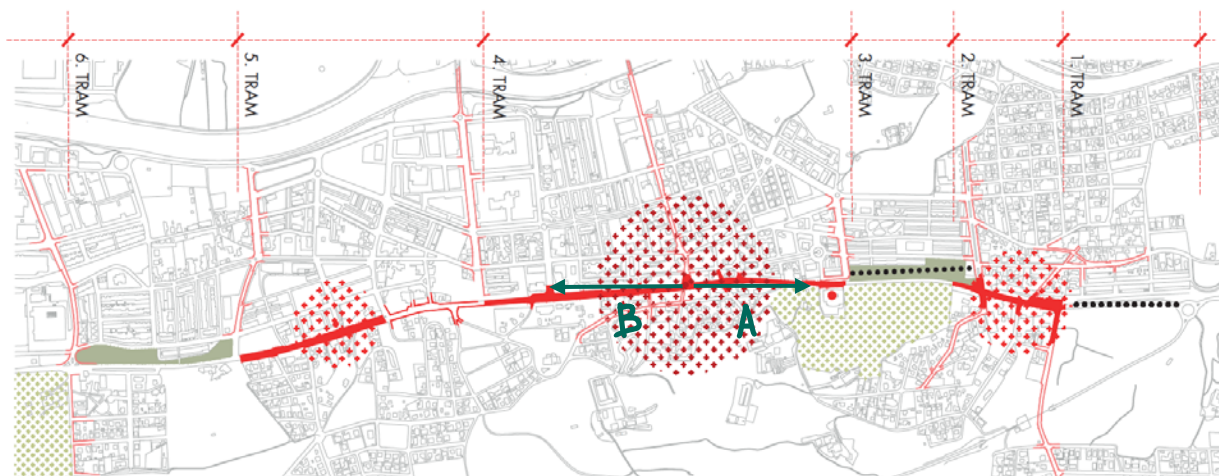 6. TRAM
5. TRAM
4. TRAM
3. TRAM
2. TRAM
1. TRAM
B
A